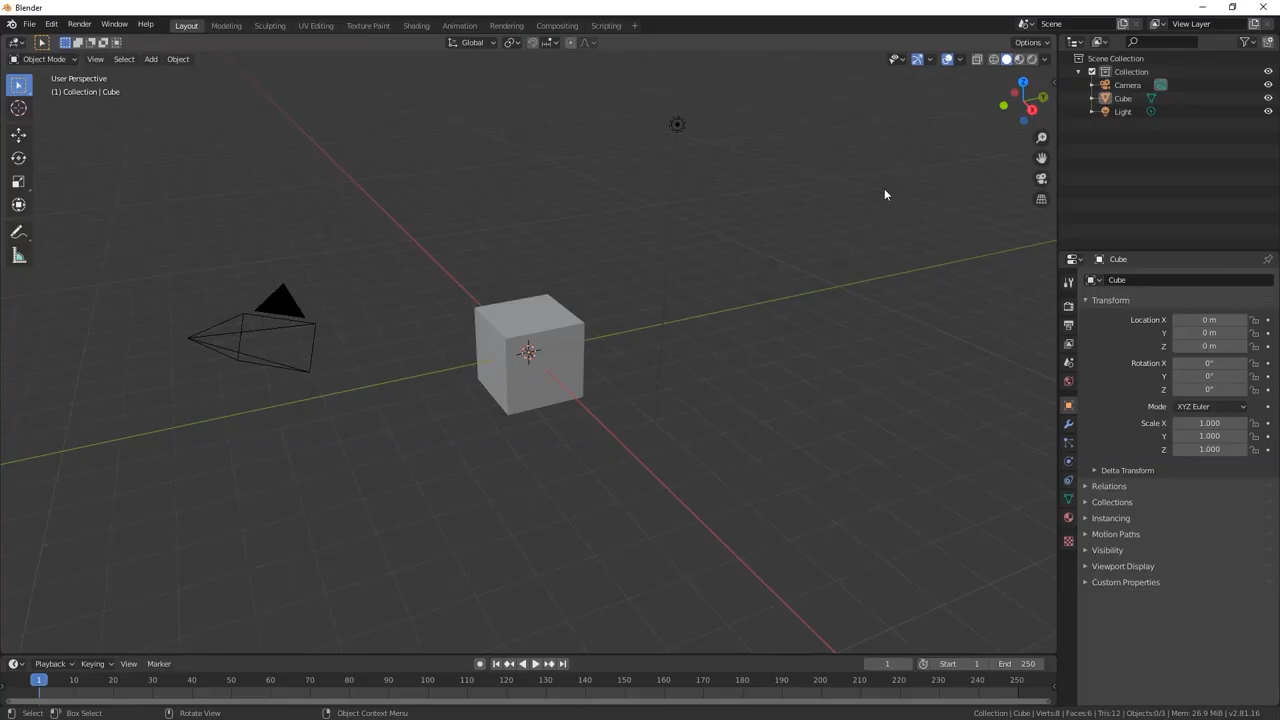 Blender
File Edit Render Window Help Layout Modeling Sculpting UV Editing Texture Paint Shading Animation Rendering Compositing Scripting + Scene View Layer
Global Options
Object Mode View Select Add Object
User Perspective
(1) Collection | Cube
Z
Y
X
Scene Collection
Collection
Camera
Cube
Light
Cube
Cube
Transform
Location X 0 m
Y 0 m
Z 0 m
Rotation X 0°
Y 0°
Z 0°
Mode XYZ Euler
Scale X 1.000
Y 1.000
Z 1.000
Delta Transform
Relations
Collections
Instancing
Motion Paths
Visibility
Viewport Display
Custom Properties
Playback Keying View Marker 1 Start 1 End 250
1 10 20 30 40 50 60 70 80 90 100 110 120 130 140 150 160 170 180 190 200 210 220 230 240 250
Select Box Select Rotate View Object Context Menu Collection | Cube | Verts:8 | Faces:6 | Tris:12 | Objects:0/3 | Mem: 26.9 MiB | v2.81.16